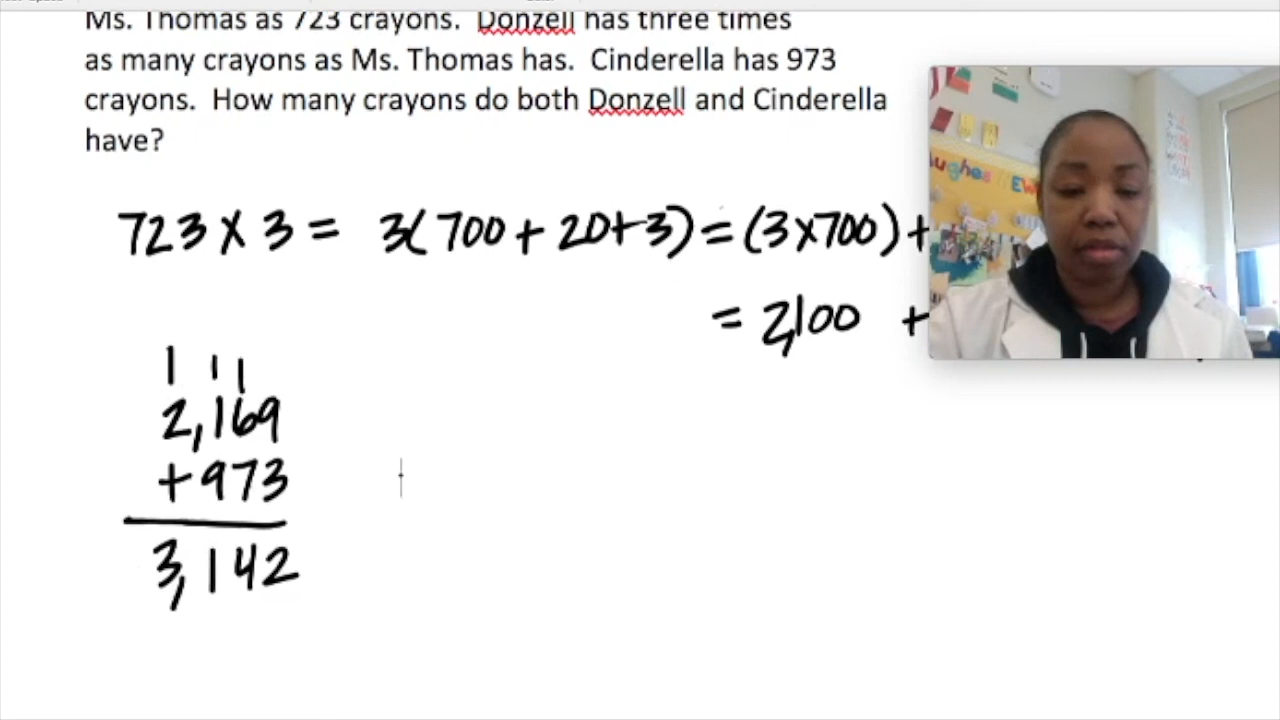 Ms. Thomas as 723 crayons. Donzell has three times
as many crayons as Ms. Thomas has. Cinderella has 973
crayons. How many crayons do both Donzell and Cinderella
have?
723 x 3 = 3(700 + 20+3) = (3x700) +
= 2,100 +
1 1 1
2,169
+973
3,142
ughes